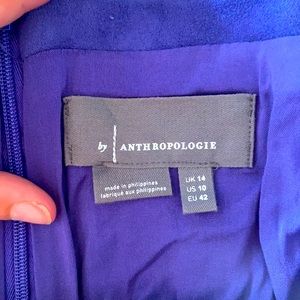 by ANTHROPOLOGIE
made in philippines
fabriqué aux philippines
UK 14
US 10
EU 42